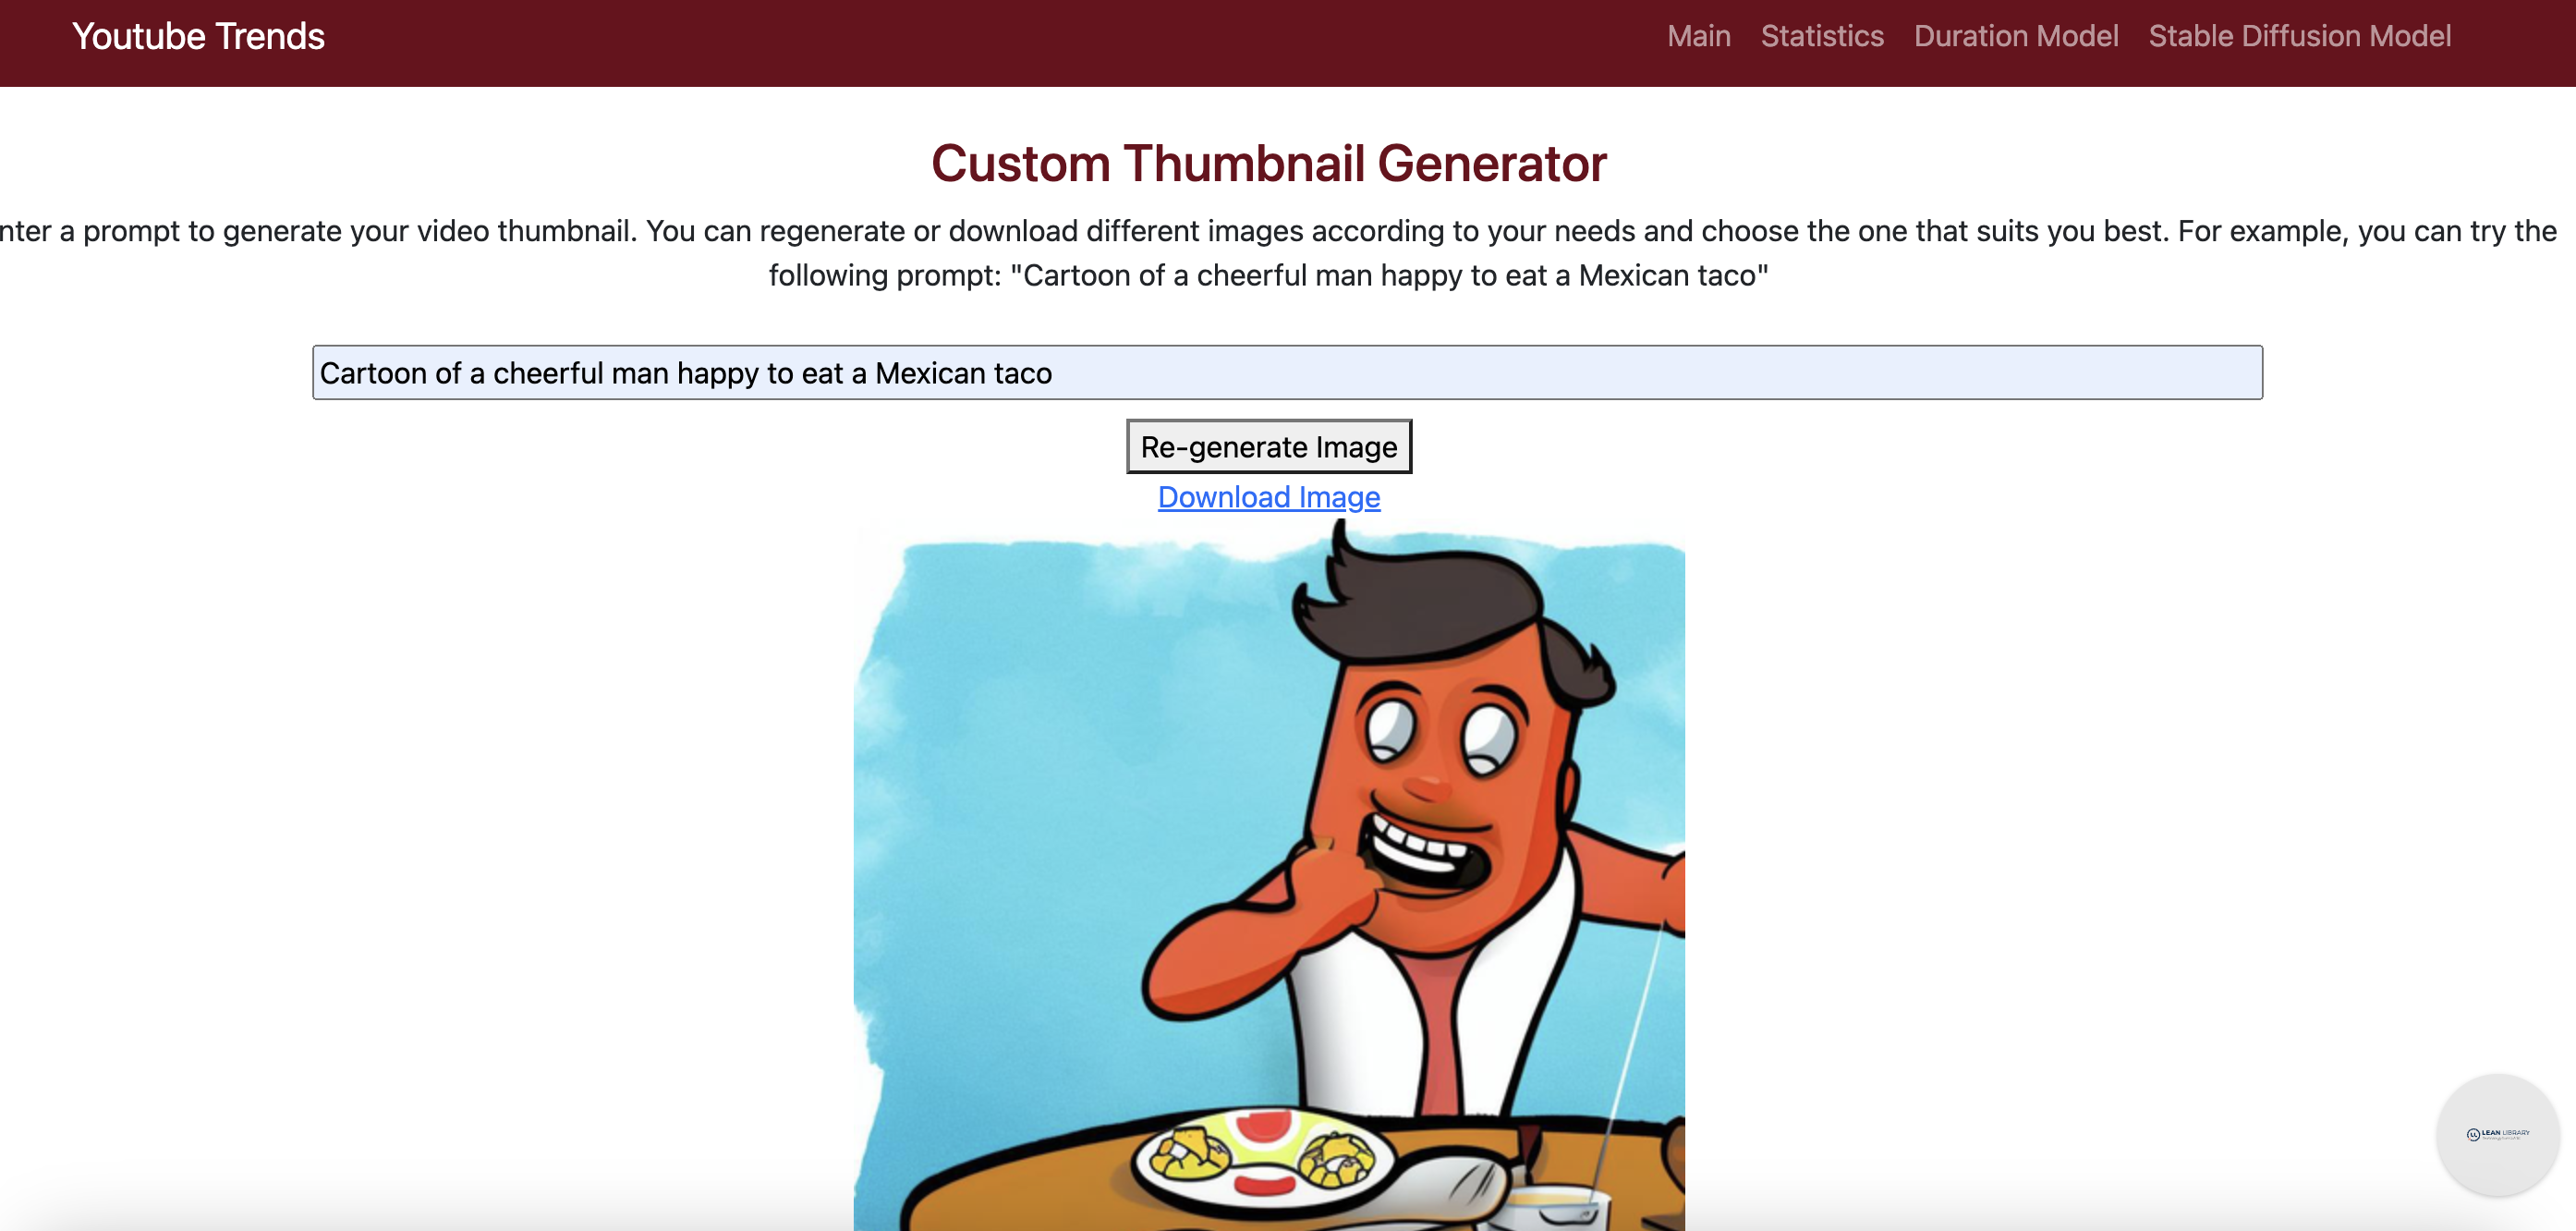 Youtube Trends
Main Statistics Duration Model Stable Diffusion Model
Custom Thumbnail Generator
nter a prompt to generate your video thumbnail. You can regenerate or download different images according to your needs and choose the one that suits you best. For example, you can try the
following prompt: "Cartoon of a cheerful man happy to eat a Mexican taco"
Cartoon of a cheerful man happy to eat a Mexican taco
Re-generate Image
Download Image
LEAN LIBRARY